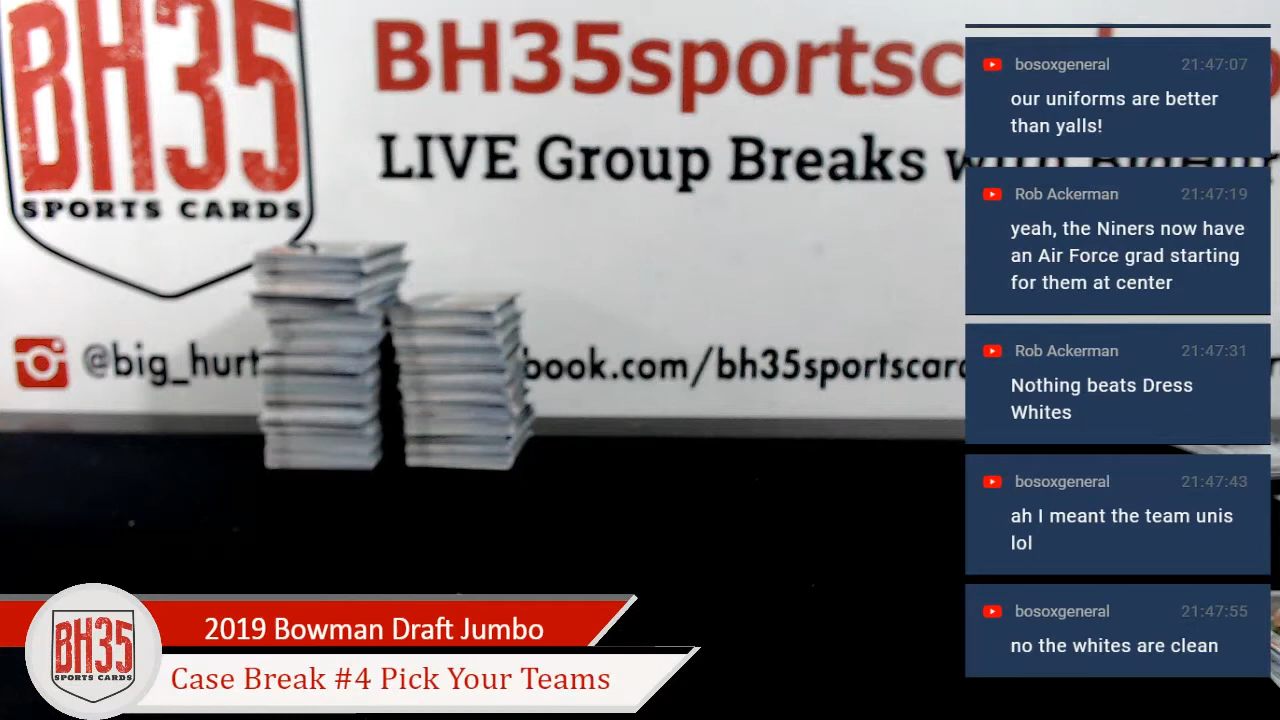 BH35
SPORTS CARDS
BH35sportsc
LIVE Group Breaks with
@big_hurt
book.com/bh35sportscar
bosoxgeneral 21:47:07
our uniforms are better
than yalls!
Rob Ackerman 21:47:19
yeah, the Niners now have
an Air Force grad starting
for them at center
Rob Ackerman 21:47:31
Nothing beats Dress
Whites
bosoxgeneral 21:47:43
ah I meant the team unis
lol
bosoxgeneral 21:47:55
no the whites are clean
2019 Bowman Draft Jumbo
Case Break #4 Pick Your Teams
BH35
SPORTS CARDS